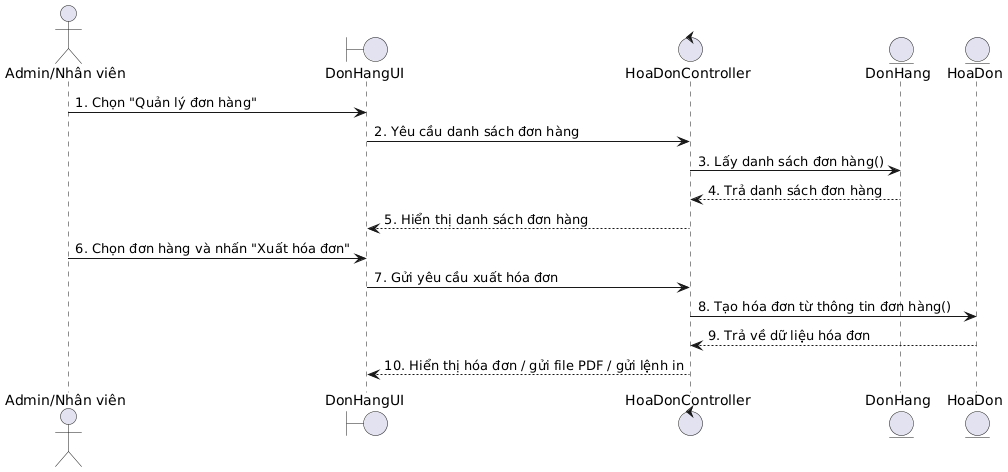 Admin/Nhân viên
DonHangUI
HoaDonController
DonHang
HoaDon
1. Chọn "Quản lý đơn hàng"
2. Yêu cầu danh sách đơn hàng
3. Lấy danh sách đơn hàng()
4. Trả danh sách đơn hàng
5. Hiển thị danh sách đơn hàng
6. Chọn đơn hàng và nhấn "Xuất hóa đơn"
7. Gửi yêu cầu xuất hóa đơn
8. Tạo hóa đơn từ thông tin đơn hàng()
9. Trả về dữ liệu hóa đơn
10. Hiển thị hóa đơn / gửi file PDF / gửi lệnh in
Admin/Nhân viên
DonHangUI
HoaDonController
DonHang
HoaDon